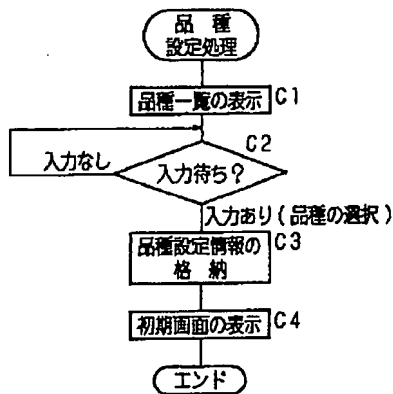 品 種
設定処理
品種一覧の表示 C1
C2
入力なし
入力待ち?
入力あり(品種の選択)
品種設定情報の C3
格 納
初期画面の表示 C4
エンド